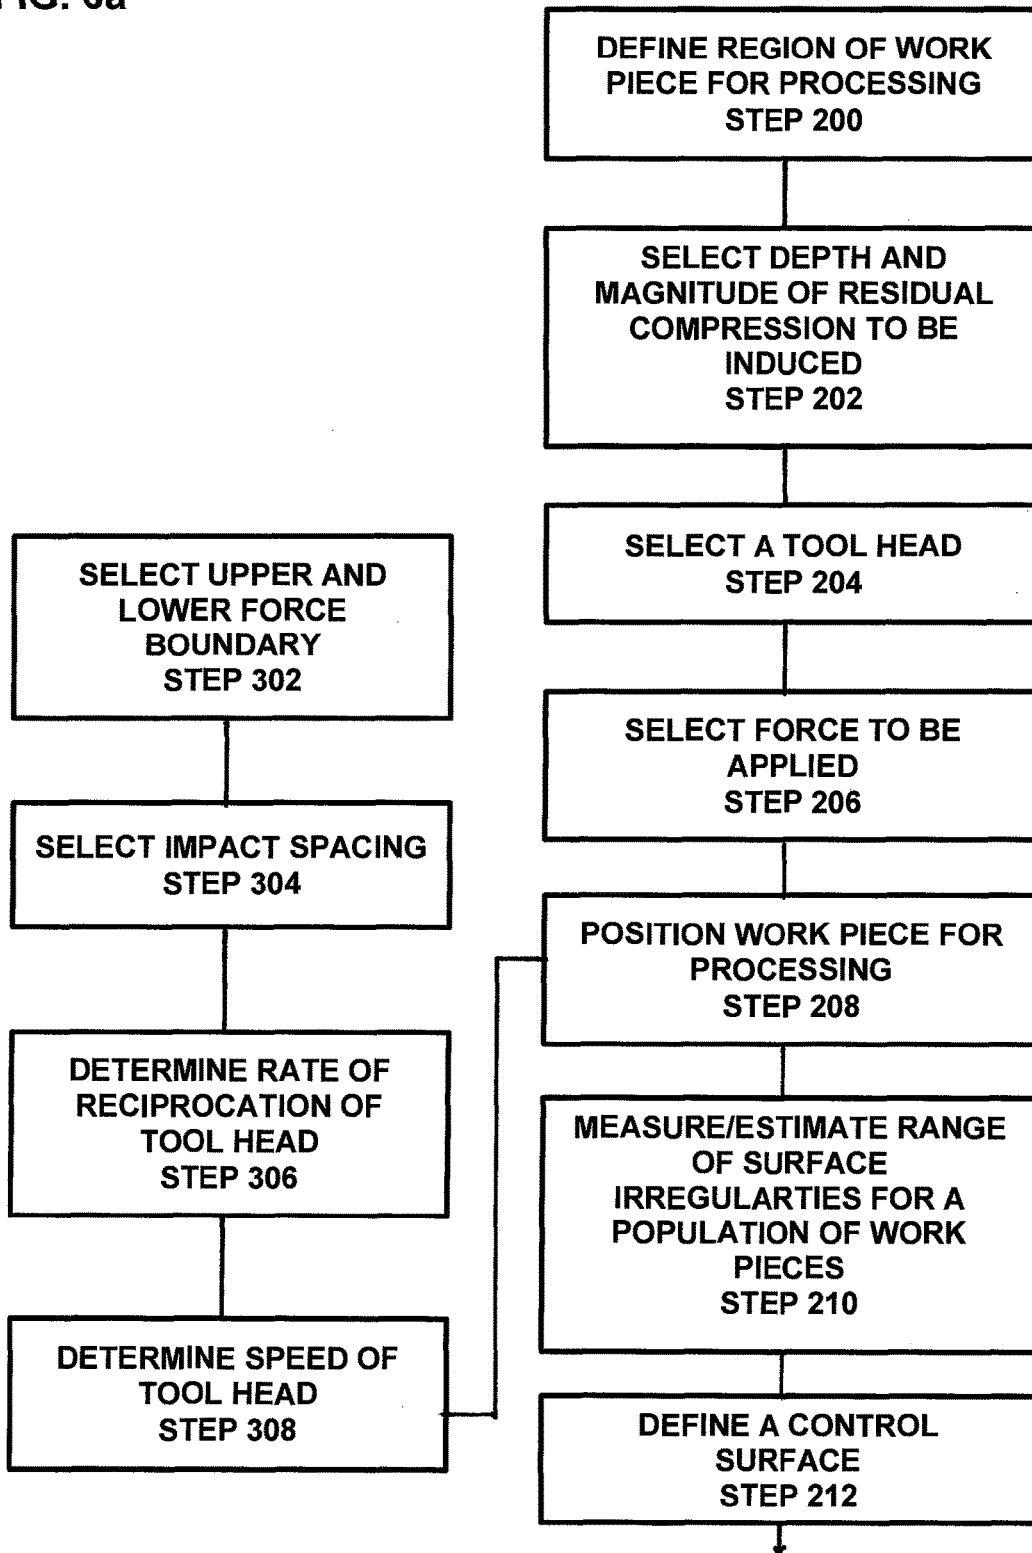 DEFINE REGION OF WORK
PIECE FOR PROCESSING
STEP 200
SELECT DEPTH AND
MAGNITUDE OF RESIDUAL
COMPRESSION TO BE
INDUCED
STEP 202
SELECT A TOOL HEAD
STEP 204
SELECT FORCE TO BE
APPLIED
STEP 206
POSITION WORK PIECE FOR
PROCESSING
STEP 208
MEASURE/ESTIMATE RANGE
OF SURFACE
IRREGULARTIES FOR A
POPULATION OF WORK
PIECES
STEP 210
DEFINE A CONTROL
SURFACE
STEP 212
SELECT UPPER AND
LOWER FORCE
BOUNDARY
STEP 302
SELECT IMPACT SPACING
STEP 304
DETERMINE RATE OF
RECIPROCATION OF
TOOL HEAD
STEP 306
DETERMINE SPEED OF
TOOL HEAD
STEP 308